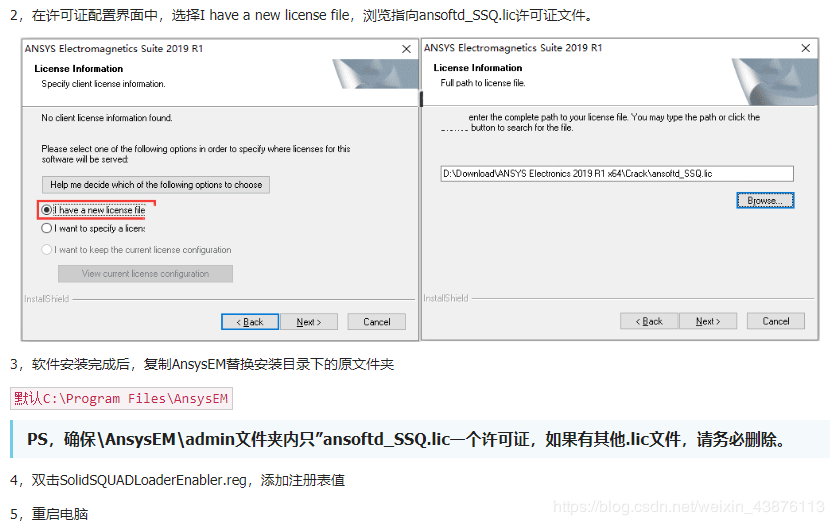 2，在许可证配置界面中，选择I have a new license file，浏览指向ansoftd_SSQ.lic许可证文件。
ANSYS Electromagnetics Suite 2019 R1
License Information
Specify client license information.
No client license information found.
Please select one of the following options in order to specify where licenses for this
software will be served:
Help me decide which of the following options to choose
I have a new license file
I want to specify a licens
I want to keep the current license configuration
View current license configuration
InstallShield
< Back
Next >
Cancel
ANSYS Electromagnetics Suite 2019 R1
License Information
Full path to license file.
enter the complete path to your license file. You may type the path or click the
button to search for the file.
D:\Download\ANSYS Electronics 2019 R1 x64\Crack\ansoftd_SSQ.lic
Browse...
InstallShield
< Back
Next >
Cancel
3，软件安装完成后，复制AnsysEM替换安装目录下的原文件夹
默认C:\Program Files\AnsysEM
PS，确保\AnsysEM\admin文件夹内只”ansoftd_SSQ.lic一个许可证，如果有其他.lic文件，请务必删除。
4，双击SolidSQUADLoaderEnabler.reg，添加注册表值
5，重启电脑
https://blog.csdn.net/weixin_43876113